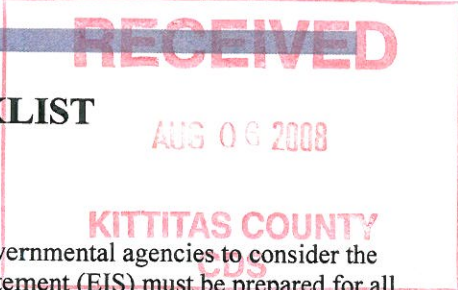 RECEIVED
KLIST
AUG 06 2008
KITTITAS COUNTY
vernmental agencies to consider the
CDS
tement (EIS) must be prepared for all